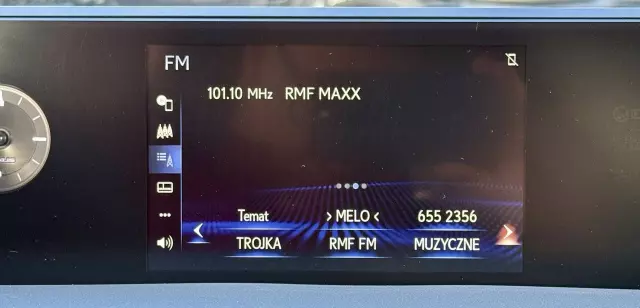 FM
101.10 MHz RMF MAXX
Temat > MELO < 655 2356
TROJKA RMF FM MUZYCZNE